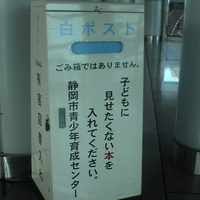 白ポスト
ごみ箱ではありません。
子どもに
見せたくない本を
入れてください。
静岡市青少年育成センター